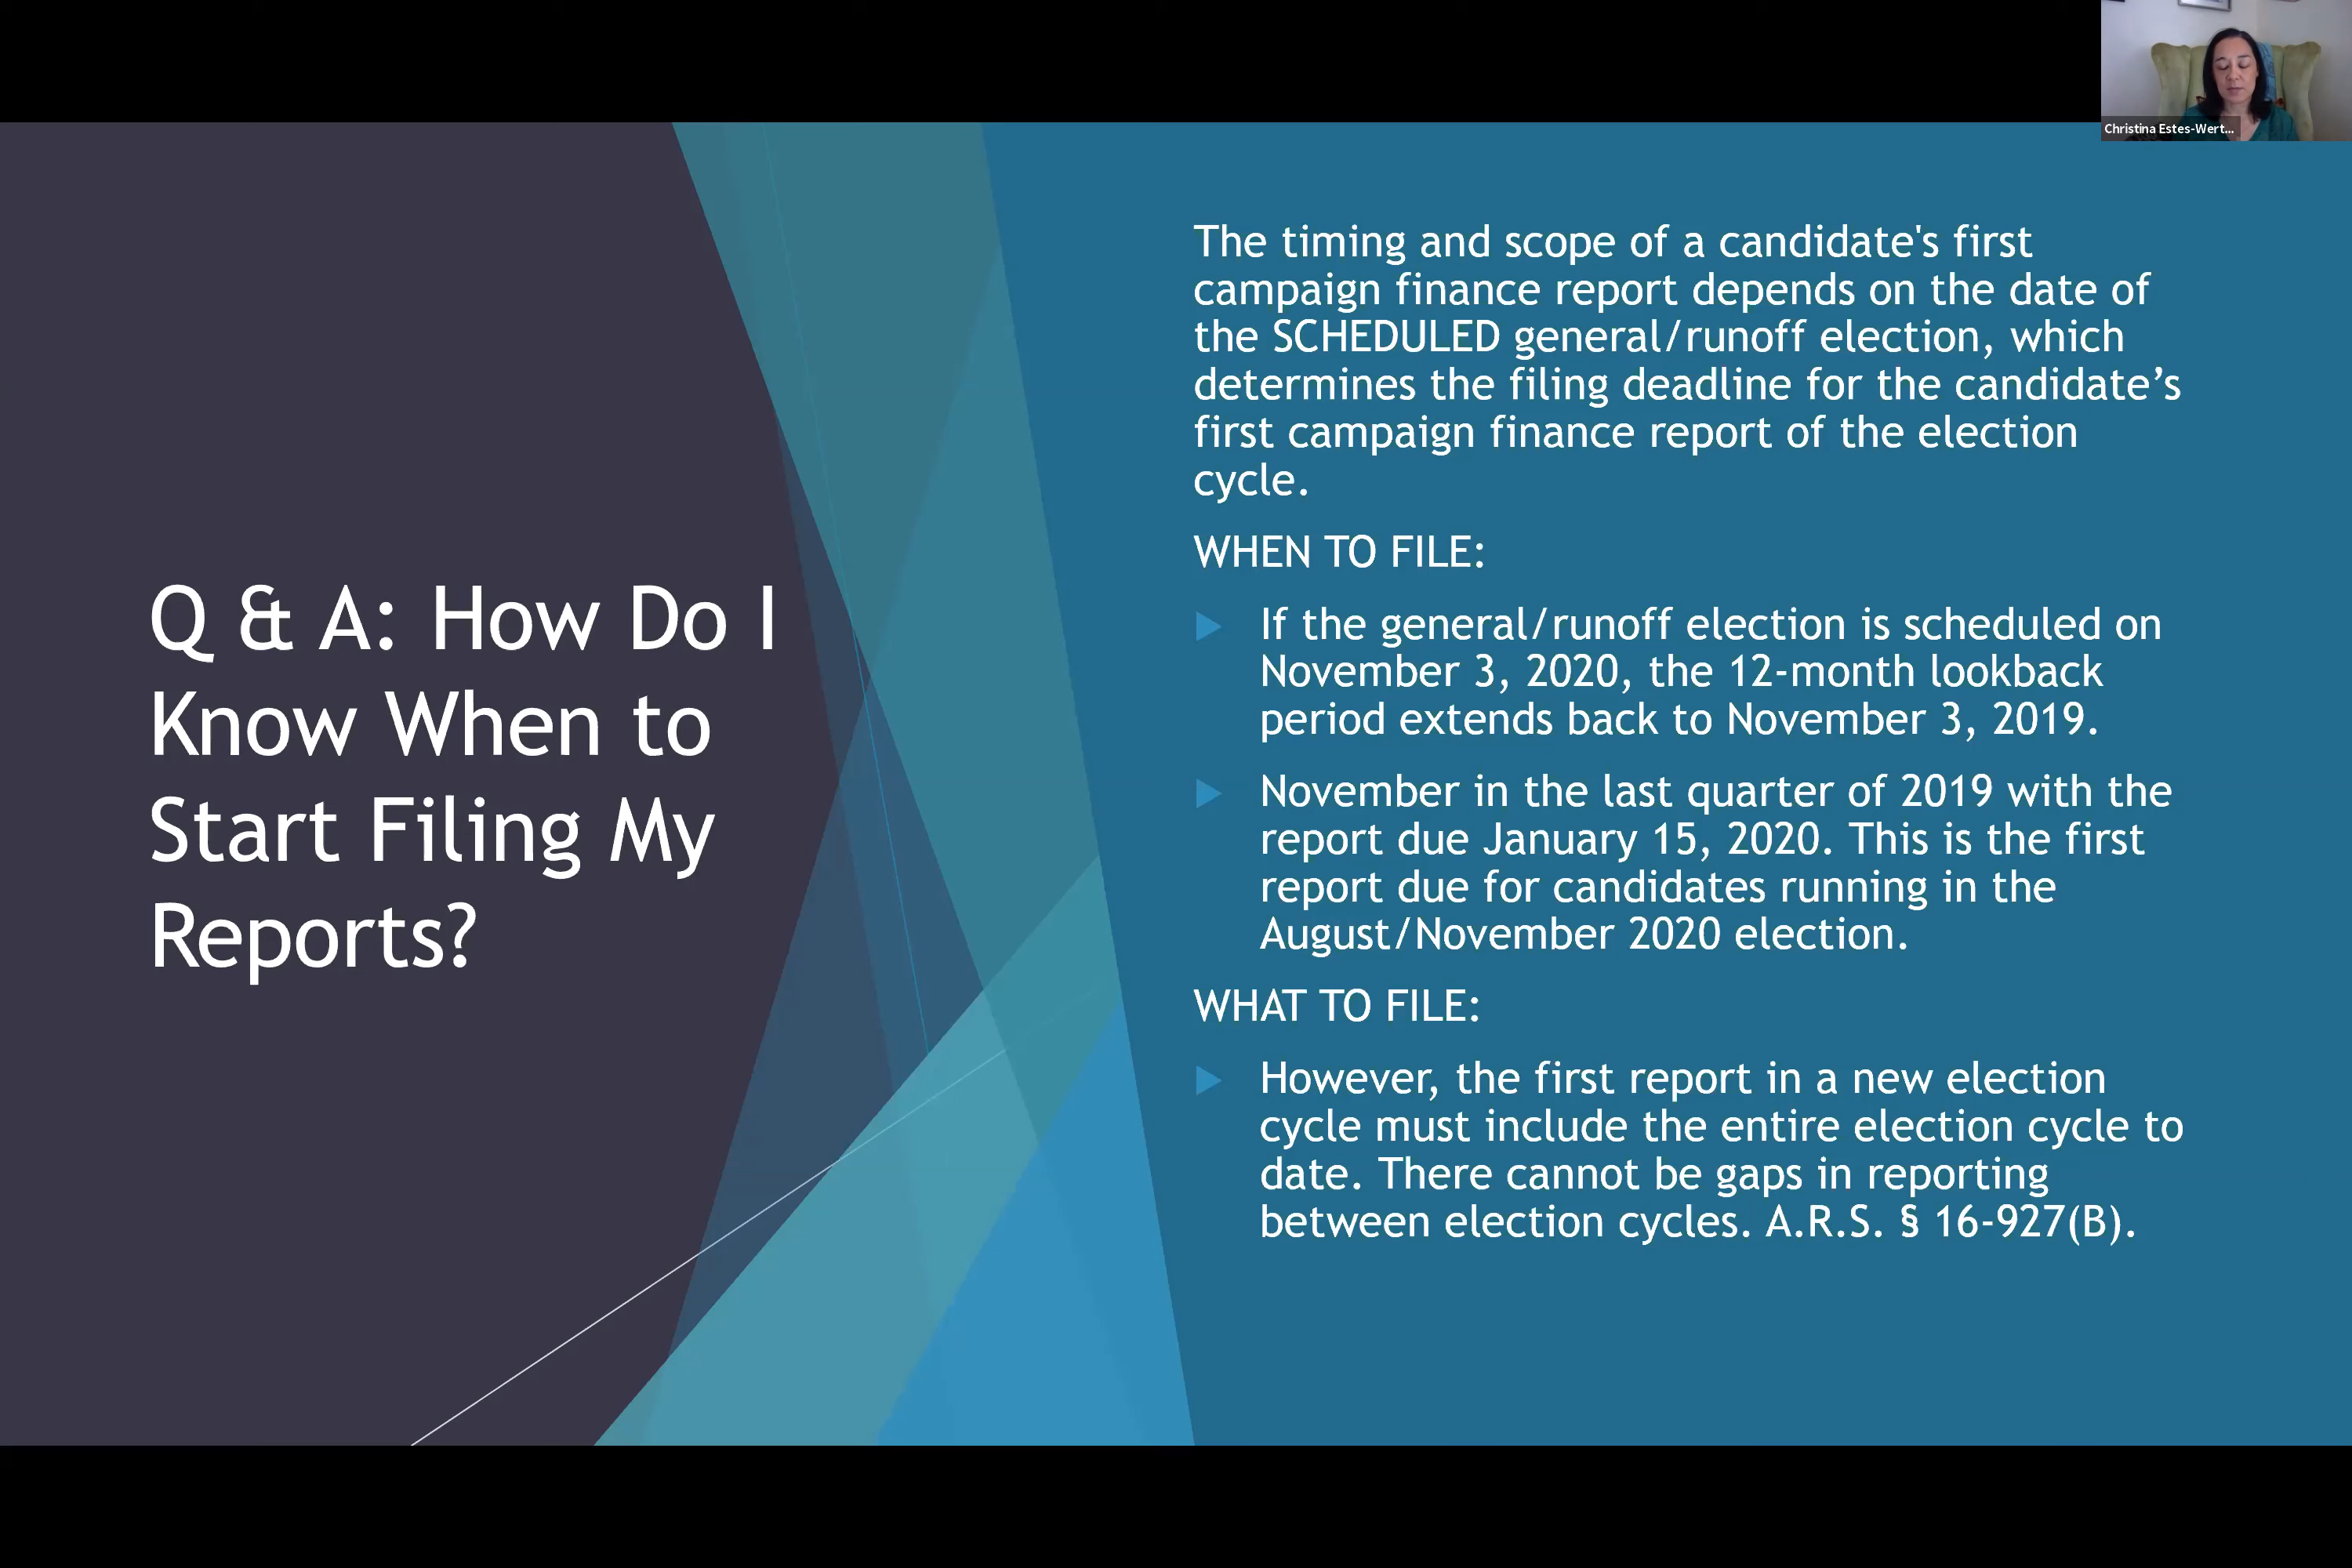 Christina Estes-Wert...
Q & A: How Do I
Know When to
Start Filing My
Reports?
The timing and scope of a candidate's first
campaign finance report depends on the date of
the SCHEDULED general/runoff election, which
determines the filing deadline for the candidate’s
first campaign finance report of the election
cycle.
WHEN TO FILE:
If the general/runoff election is scheduled on
November 3, 2020, the 12-month lookback
period extends back to November 3, 2019.
November in the last quarter of 2019 with the
report due January 15, 2020. This is the first
report due for candidates running in the
August/November 2020 election.
WHAT TO FILE:
However, the first report in a new election
cycle must include the entire election cycle to
date. There cannot be gaps in reporting
between election cycles. A.R.S. § 16-927(B).